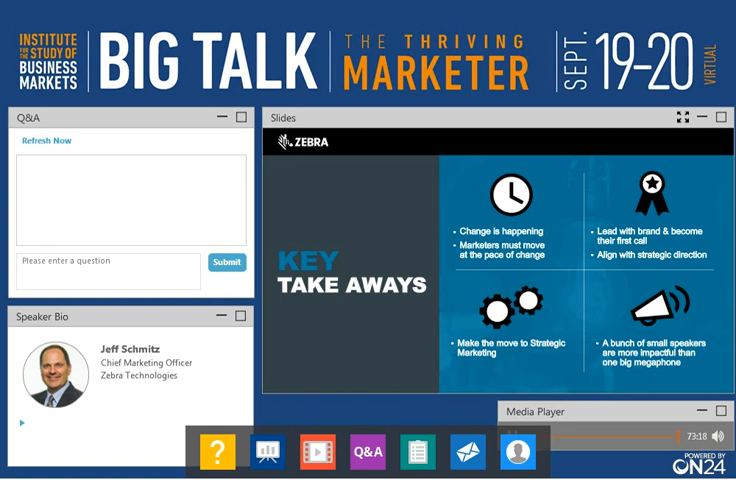 INSTITUTE
FOR THE STUDY OF
BUSINESS
MARKETS
BIG TALK
THE THRIVING
MARKETER
SEPT.
19–20
VIRTUAL
Q&A
Refresh Now
Please enter a question
Submit
Speaker Bio
Jeff Schmitz
Chief Marketing Officer
Zebra Technologies
Slides
ZEBRA
KEY
TAKE AWAYS
• Change is happening
• Marketers must move
at the pace of change
• Lead with brand & become
their first call
• Align with strategic direction
• Make the move to Strategic
Marketing
• A bunch of small speakers
are more impactful than
one big megaphone
Media Player
73:18
?
Q&A
POWERED BY
ON24